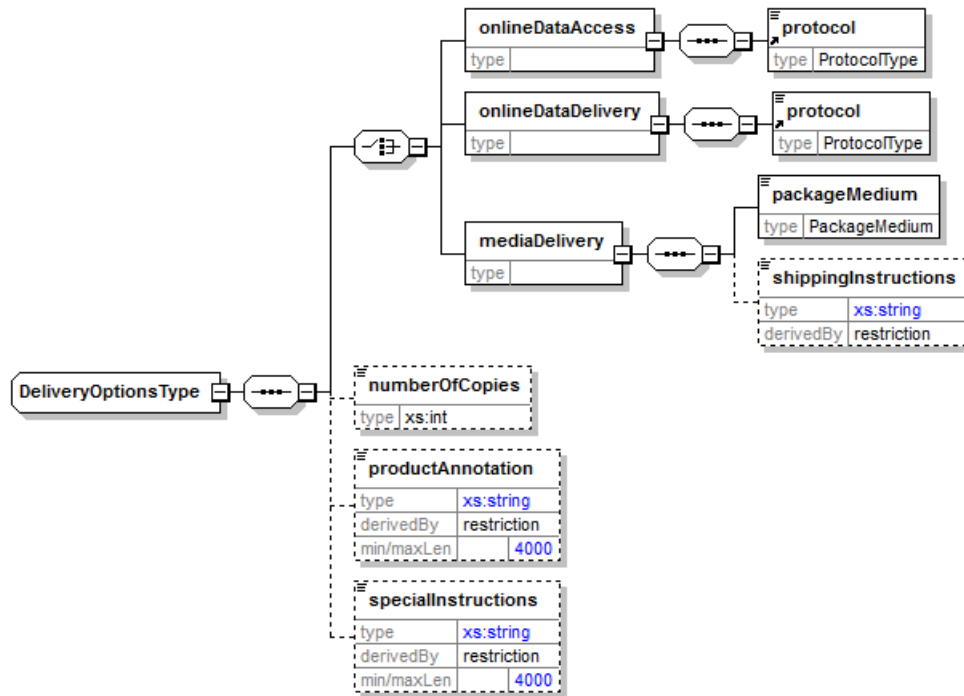 onlineDataAccess
type
protocol
type ProtocolType
onlineDataDelivery
type
protocol
type ProtocolType
mediaDelivery
type
packageMedium
type PackageMedium
shippingInstructions
type xs:string
derivedBy restriction
DeliveryOptionsType
numberOfCopies
type xs:int
productAnnotation
type xs:string
derivedBy restriction
min/maxLen 4000
specialInstructions
type xs:string
derivedBy restriction
min/maxLen 4000